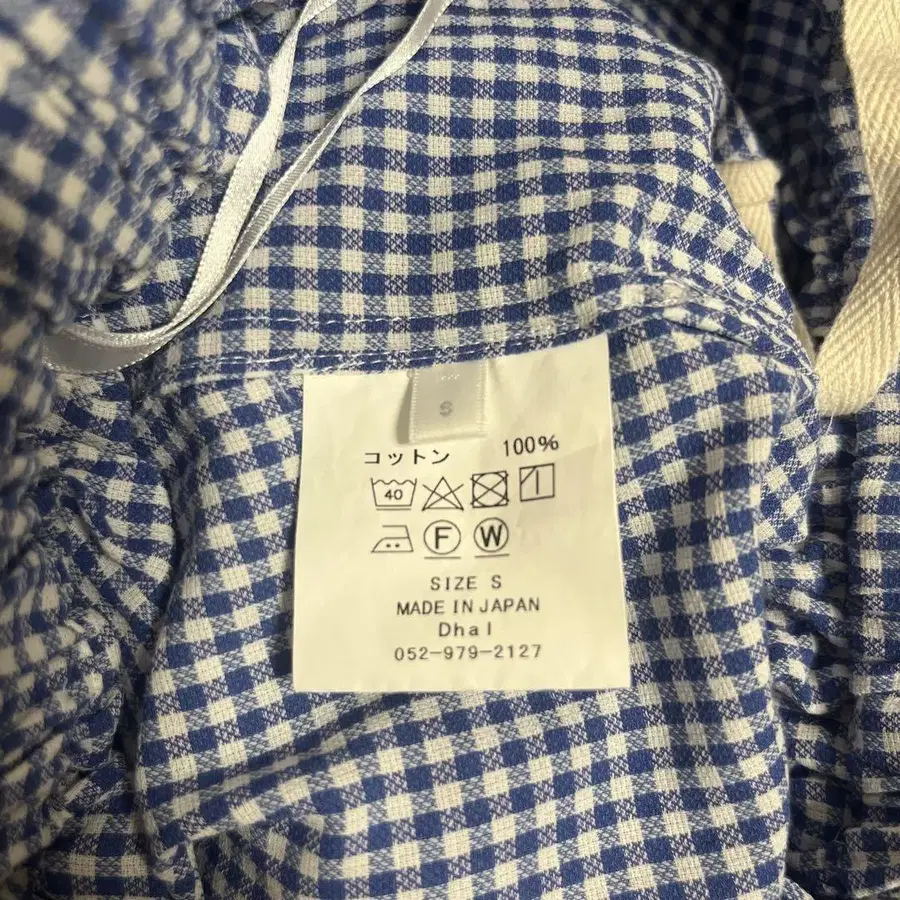 S
コットン 100%
40
F W
SIZE S
MADE IN JAPAN
Dhal
052-979-2127